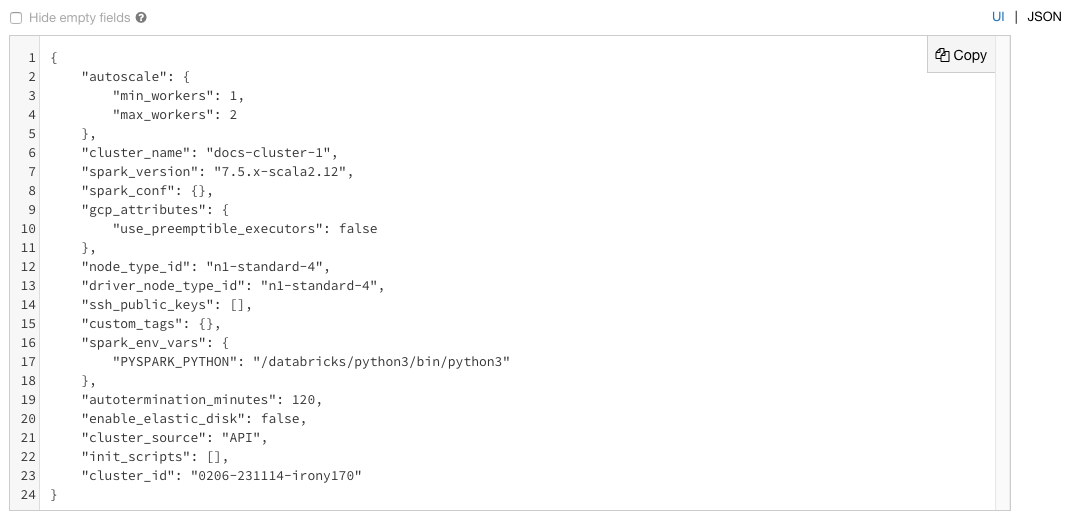 Hide empty fields ?
UI | JSON
Copy
1 {
2     "autoscale": {
3         "min_workers": 1,
4         "max_workers": 2
5     },
6     "cluster_name": "docs-cluster-1",
7     "spark_version": "7.5.x-scala2.12",
8     "spark_conf": {},
9     "gcp_attributes": {
10         "use_preemptible_executors": false
11     },
12     "node_type_id": "n1-standard-4",
13     "driver_node_type_id": "n1-standard-4",
14     "ssh_public_keys": [],
15     "custom_tags": {},
16     "spark_env_vars": {
17         "PYSPARK_PYTHON": "/databricks/python3/bin/python3"
18     },
19     "autotermination_minutes": 120,
20     "enable_elastic_disk": false,
21     "cluster_source": "API",
22     "init_scripts": [],
23     "cluster_id": "0206-231114-irony170"
24 }